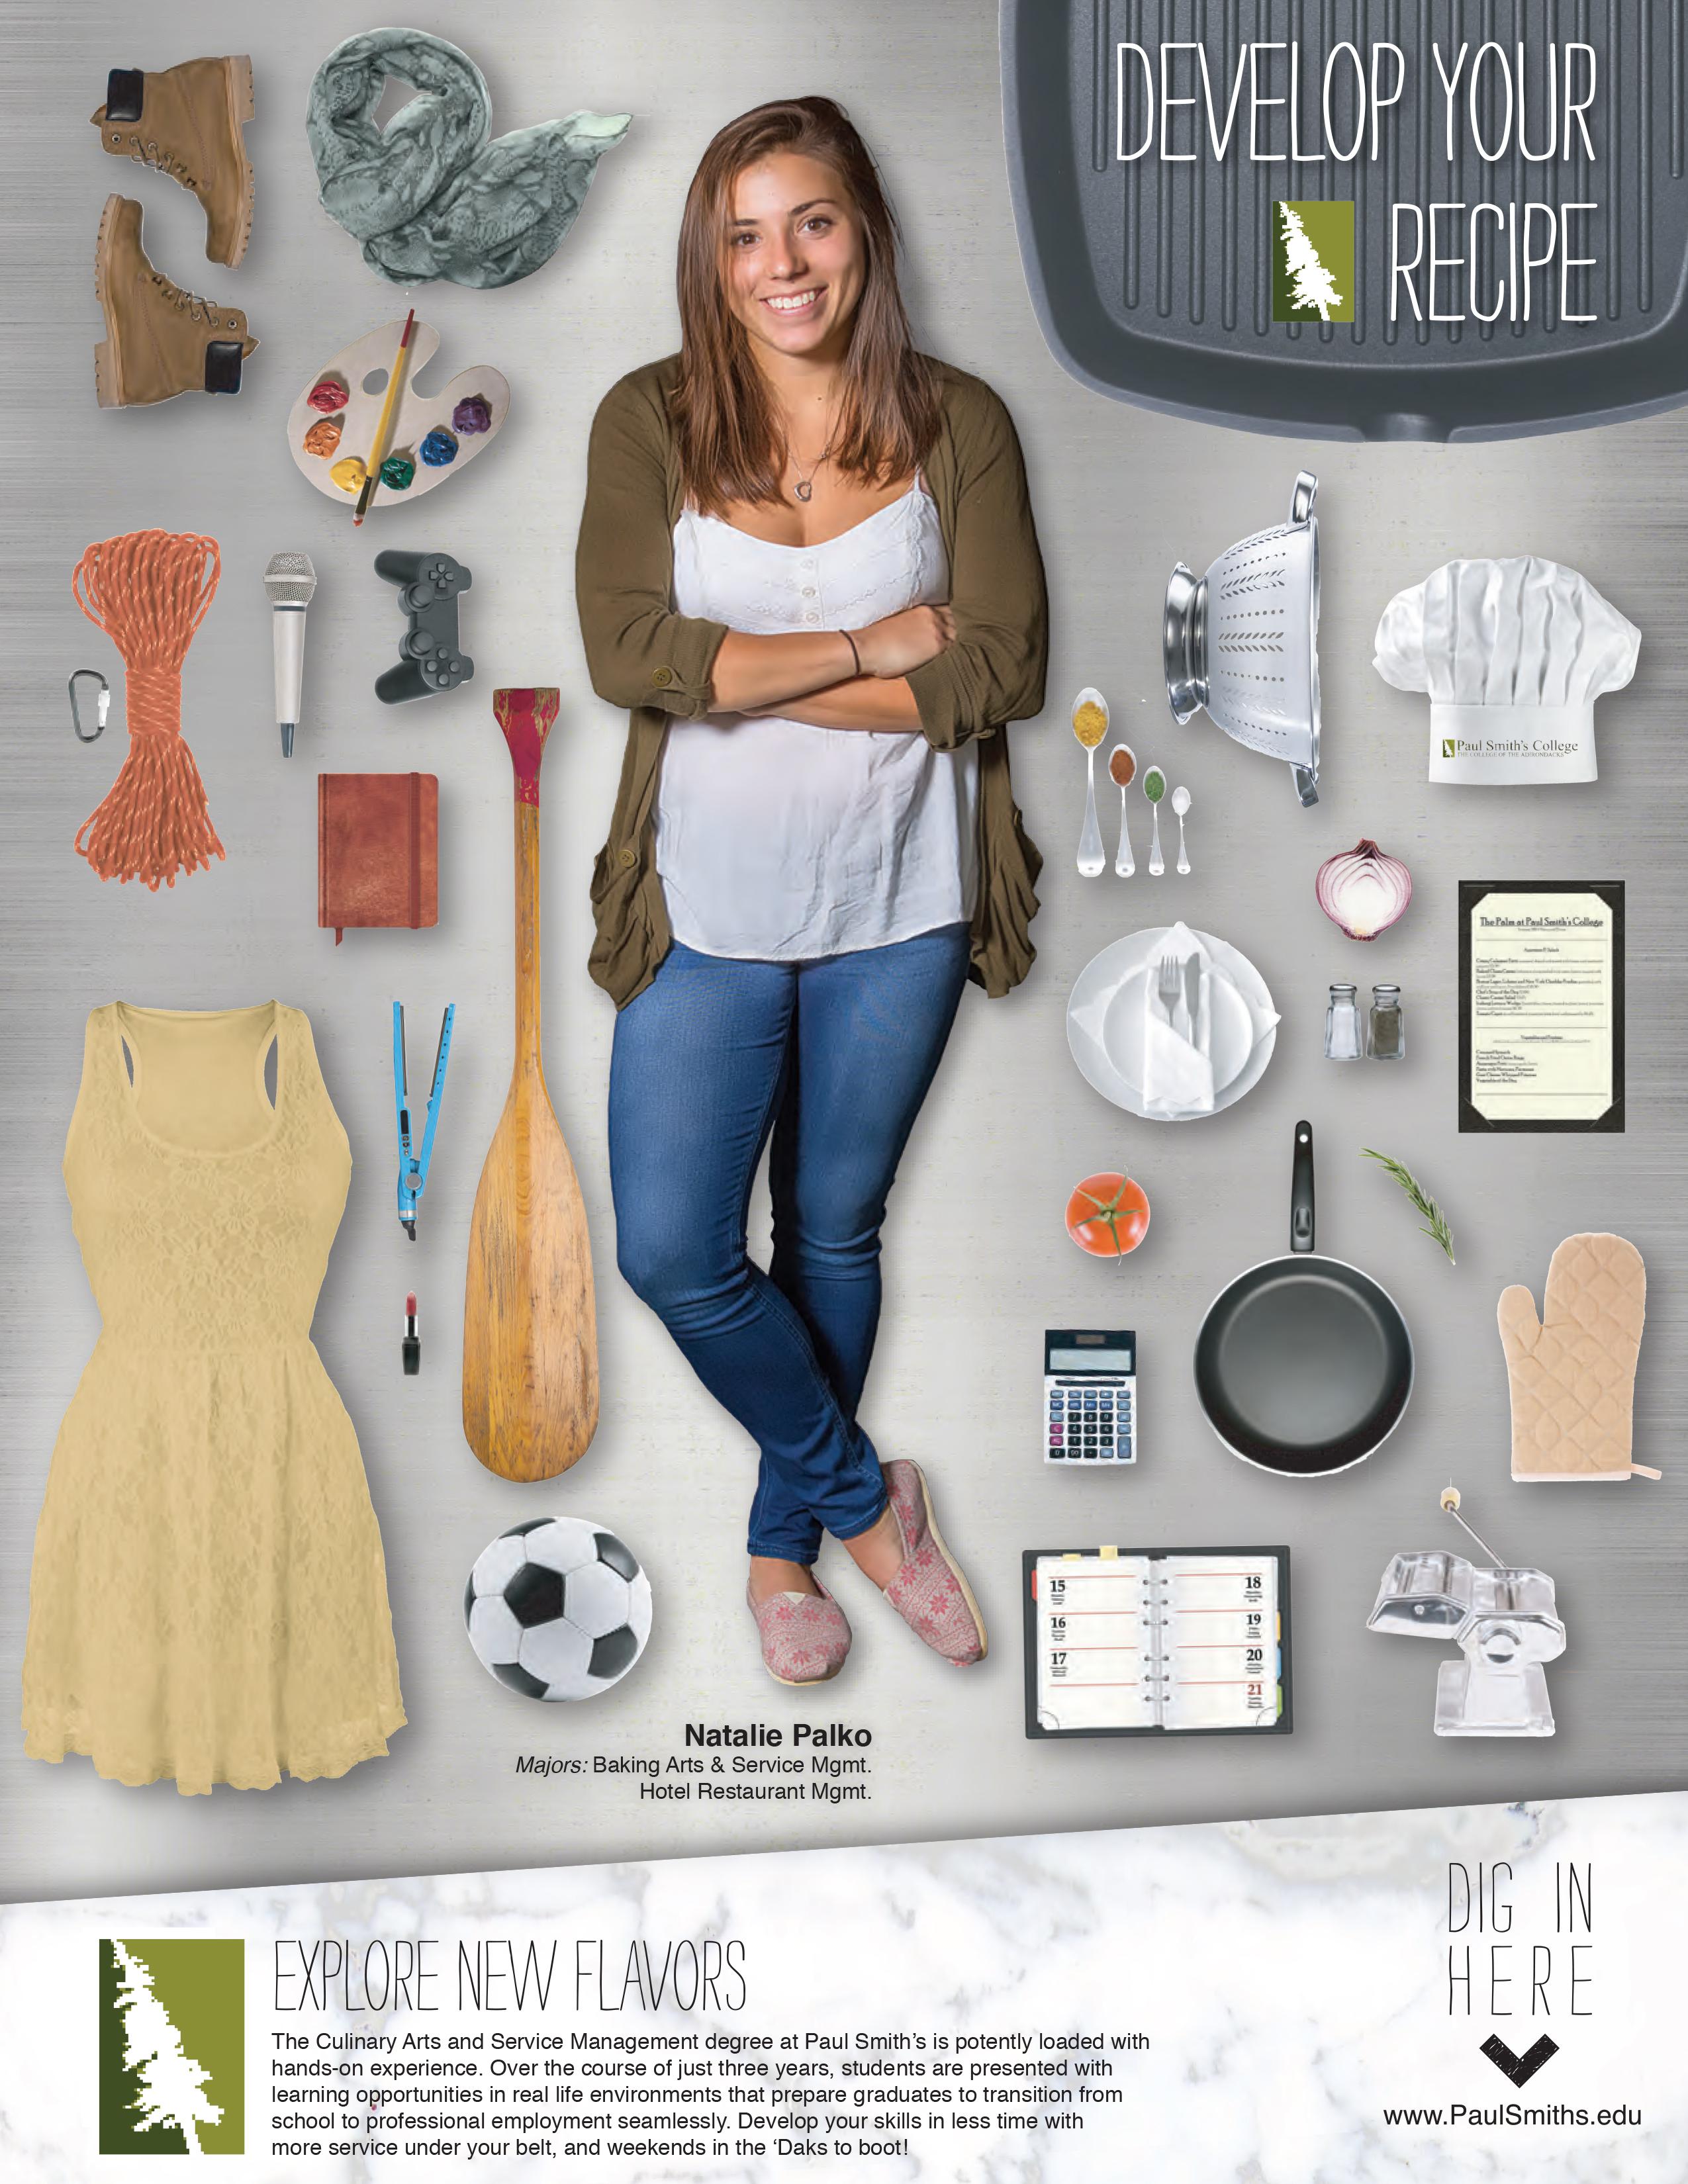 DEVELOP YOUR
RECIPE
Paul Smith's College
THE COLLEGE OF THE ADIRONDACKS
The Palm at Paul Smith's College
15
16
17
18
19
20
21
Natalie Palko
Majors: Baking Arts & Service Mgmt.
Hotel Restaurant Mgmt.
DIG IN
HERE
www.PaulSmiths.edu
EXPLORE NEW FLAVORS
The Culinary Arts and Service Management degree at Paul Smith’s is potently loaded with
hands-on experience. Over the course of just three years, students are presented with
learning opportunities in real life environments that prepare graduates to transition from
school to professional employment seamlessly. Develop your skills in less time with
more service under your belt, and weekends in the ‘Daks to boot!